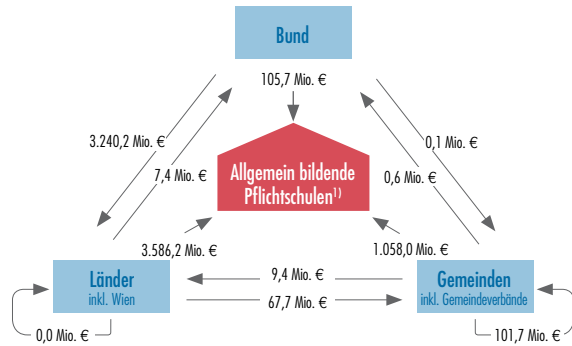 Bund
105,7 Mio. €
3.240,2 Mio. €
0,1 Mio. €
7,4 Mio. €
0,6 Mio. €
Allgemein bildende
Pflichtschulen¹⁾
3.586,2 Mio. €
1.058,0 Mio. €
Länder
inkl. Wien
9,4 Mio. €
67,7 Mio. €
Gemeinden
inkl. Gemeindeverbände
0,0 Mio. €
101,7 Mio. €